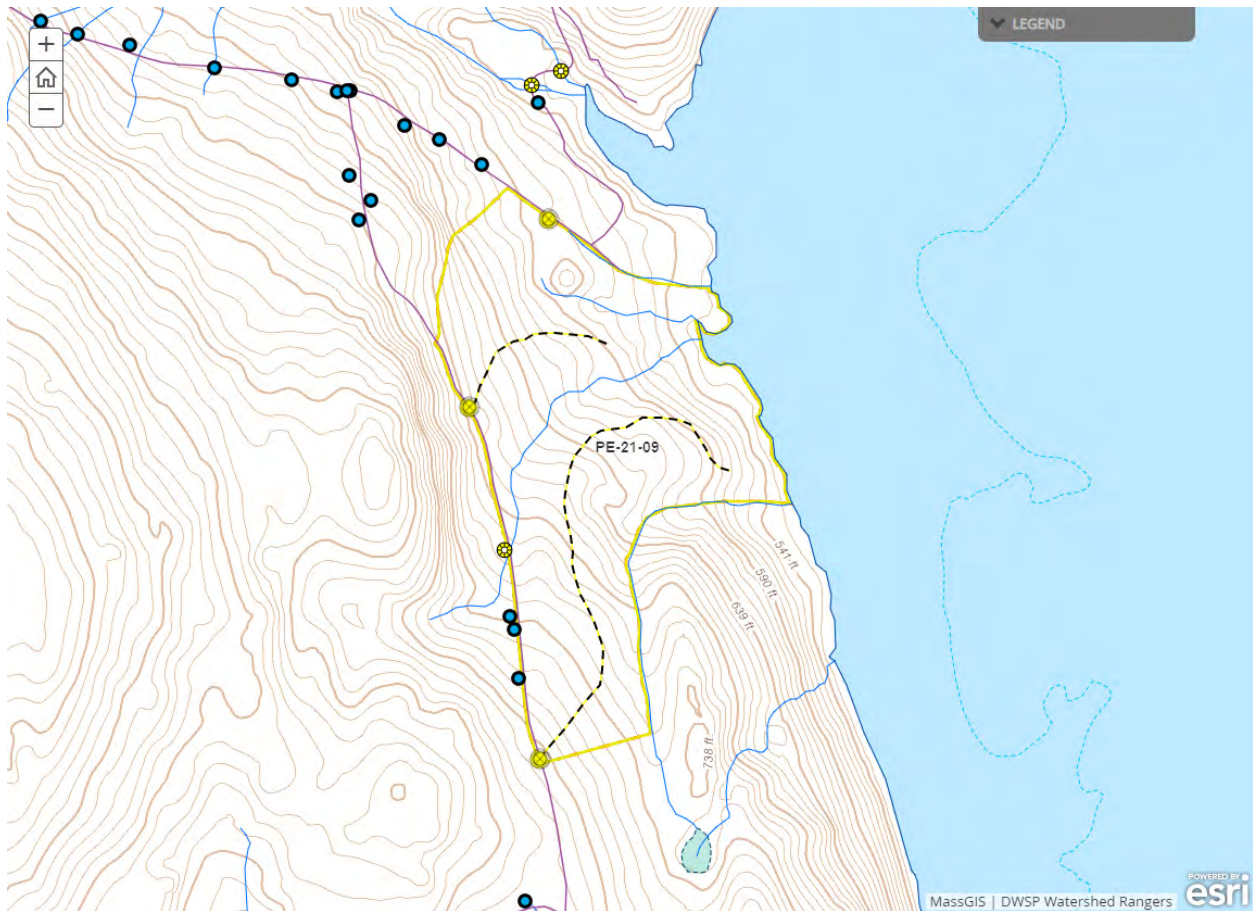 LEGEND
PE-21-09
541 ft
590 ft
639 ft
738 ft
MassGIS | DWSP Watershed Rangers
POWERED BY
esri